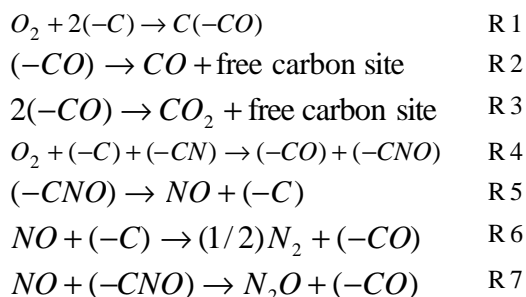 O₂ + 2(−C) → C(−CO) R 1
(−CO) → CO + free carbon site R 2
2(−CO) → CO₂ + free carbon site R 3
O₂ + (−C) + (−CN) → (−CO) + (−CNO) R 4
(−CNO) → NO + (−C) R 5
NO + (−C) → (1/2)N₂ + (−CO) R 6
NO + (−CNO) → N₂O + (−CO) R 7